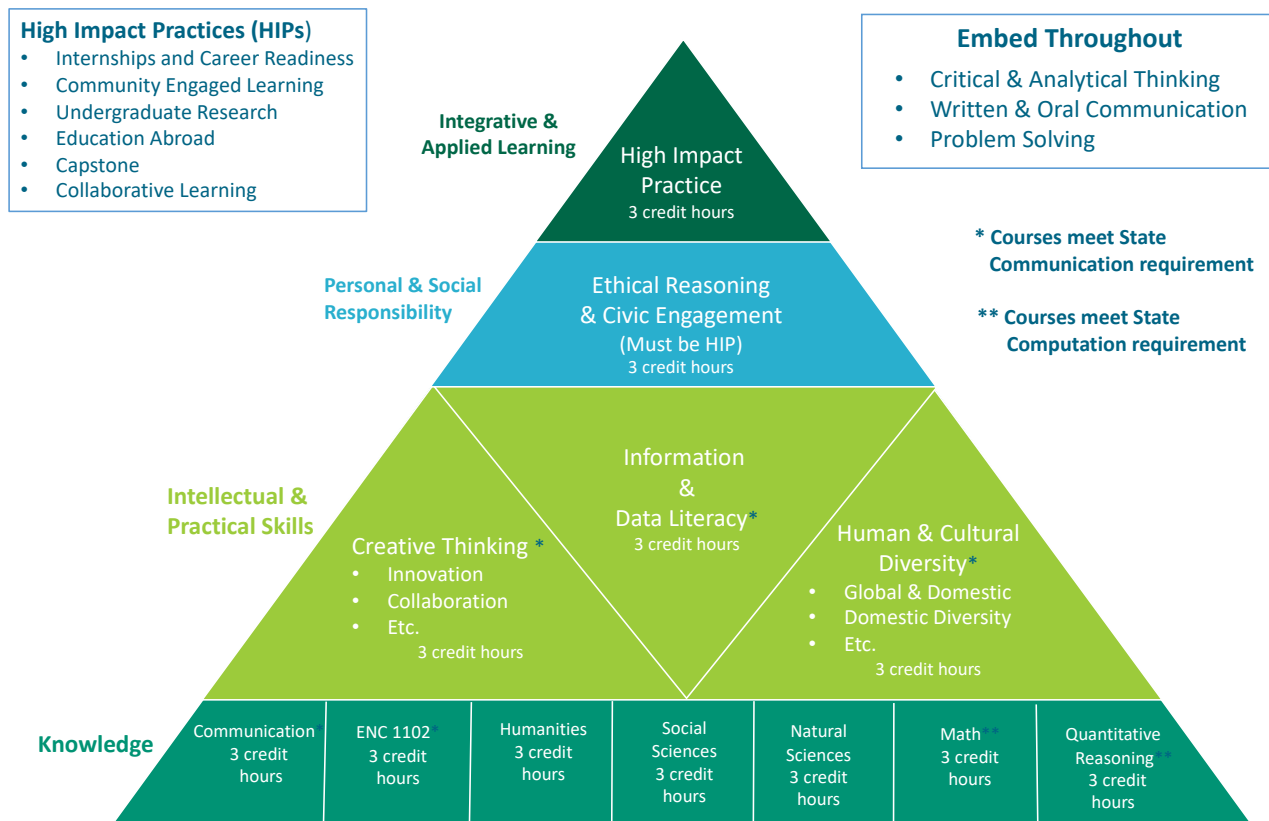 High Impact Practices (HIPs)
• Internships and Career Readiness
• Community Engaged Learning
• Undergraduate Research
• Education Abroad
• Capstone
• Collaborative Learning
Embed Throughout
• Critical & Analytical Thinking
• Written & Oral Communication
• Problem Solving
* Courses meet State
Communication requirement
** Courses meet State
Computation requirement
Integrative &
Applied Learning
High Impact
Practice
3 credit hours
Personal & Social
Responsibility
Ethical Reasoning
& Civic Engagement
(Must be HIP)
3 credit hours
Intellectual &
Practical Skills
Creative Thinking *
• Innovation
• Collaboration
• Etc.
3 credit hours
Information
&
Data Literacy*
3 credit hours
Human & Cultural
Diversity*
• Global & Domestic
• Domestic Diversity
• Etc.
3 credit hours
Knowledge
Communication*
3 credit
hours
ENC 1102*
3 credit
hours
Humanities
3 credit
hours
Social
Sciences
3 credit
hours
Natural
Sciences
3 credit
hours
Math**
3 credit
hours
Quantitative
Reasoning**
3 credit
hours